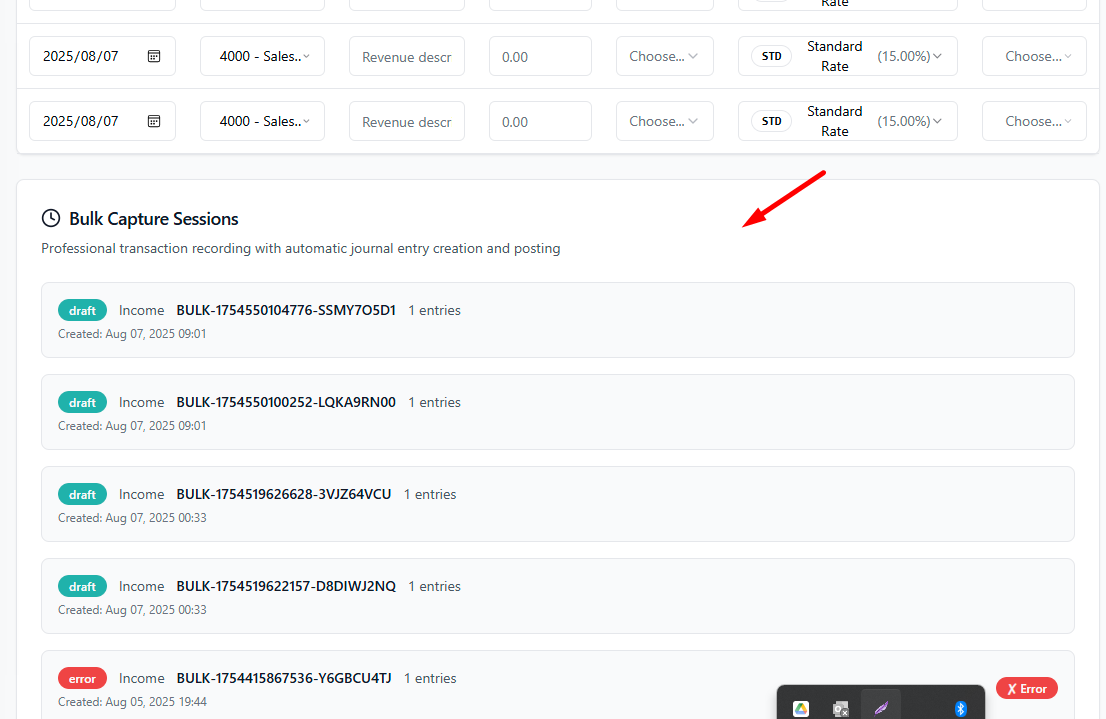 Rate
2025/08/07 4000 - Sales.. Revenue descr 0.00 Choose... STD Standard Rate (15.00%) Choose...
2025/08/07 4000 - Sales.. Revenue descr 0.00 Choose... STD Standard Rate (15.00%) Choose...
Bulk Capture Sessions
Professional transaction recording with automatic journal entry creation and posting
draft Income BULK-1754550104776-SSMY7O5D1 1 entries
Created: Aug 07, 2025 09:01
draft Income BULK-1754550100252-LQKA9RN00 1 entries
Created: Aug 07, 2025 09:01
draft Income BULK-1754519626628-3VJZ64VCU 1 entries
Created: Aug 07, 2025 00:33
draft Income BULK-1754519622157-D8DIWJ2NQ 1 entries
Created: Aug 07, 2025 00:33
error Income BULK-1754415867536-Y6GBCU4TJ 1 entries
Created: Aug 05, 2025 19:44
✗ Error